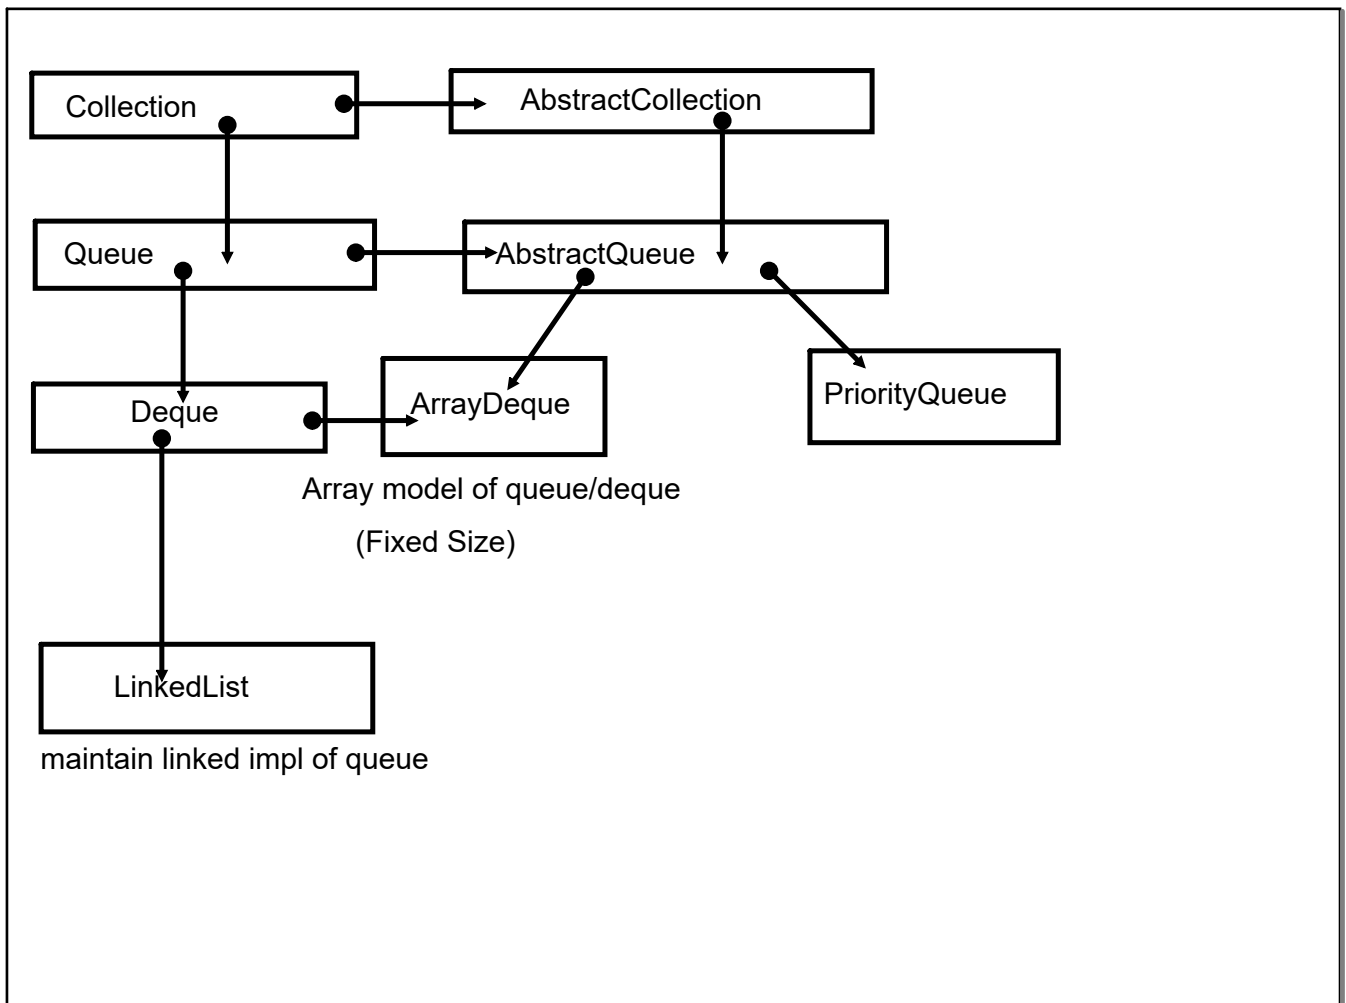 Collection
AbstractCollection
Queue
AbstractQueue
Deque
ArrayDeque
PriorityQueue
Array model of queue/deque
(Fixed Size)
LinkedList
maintain linked impl of queue